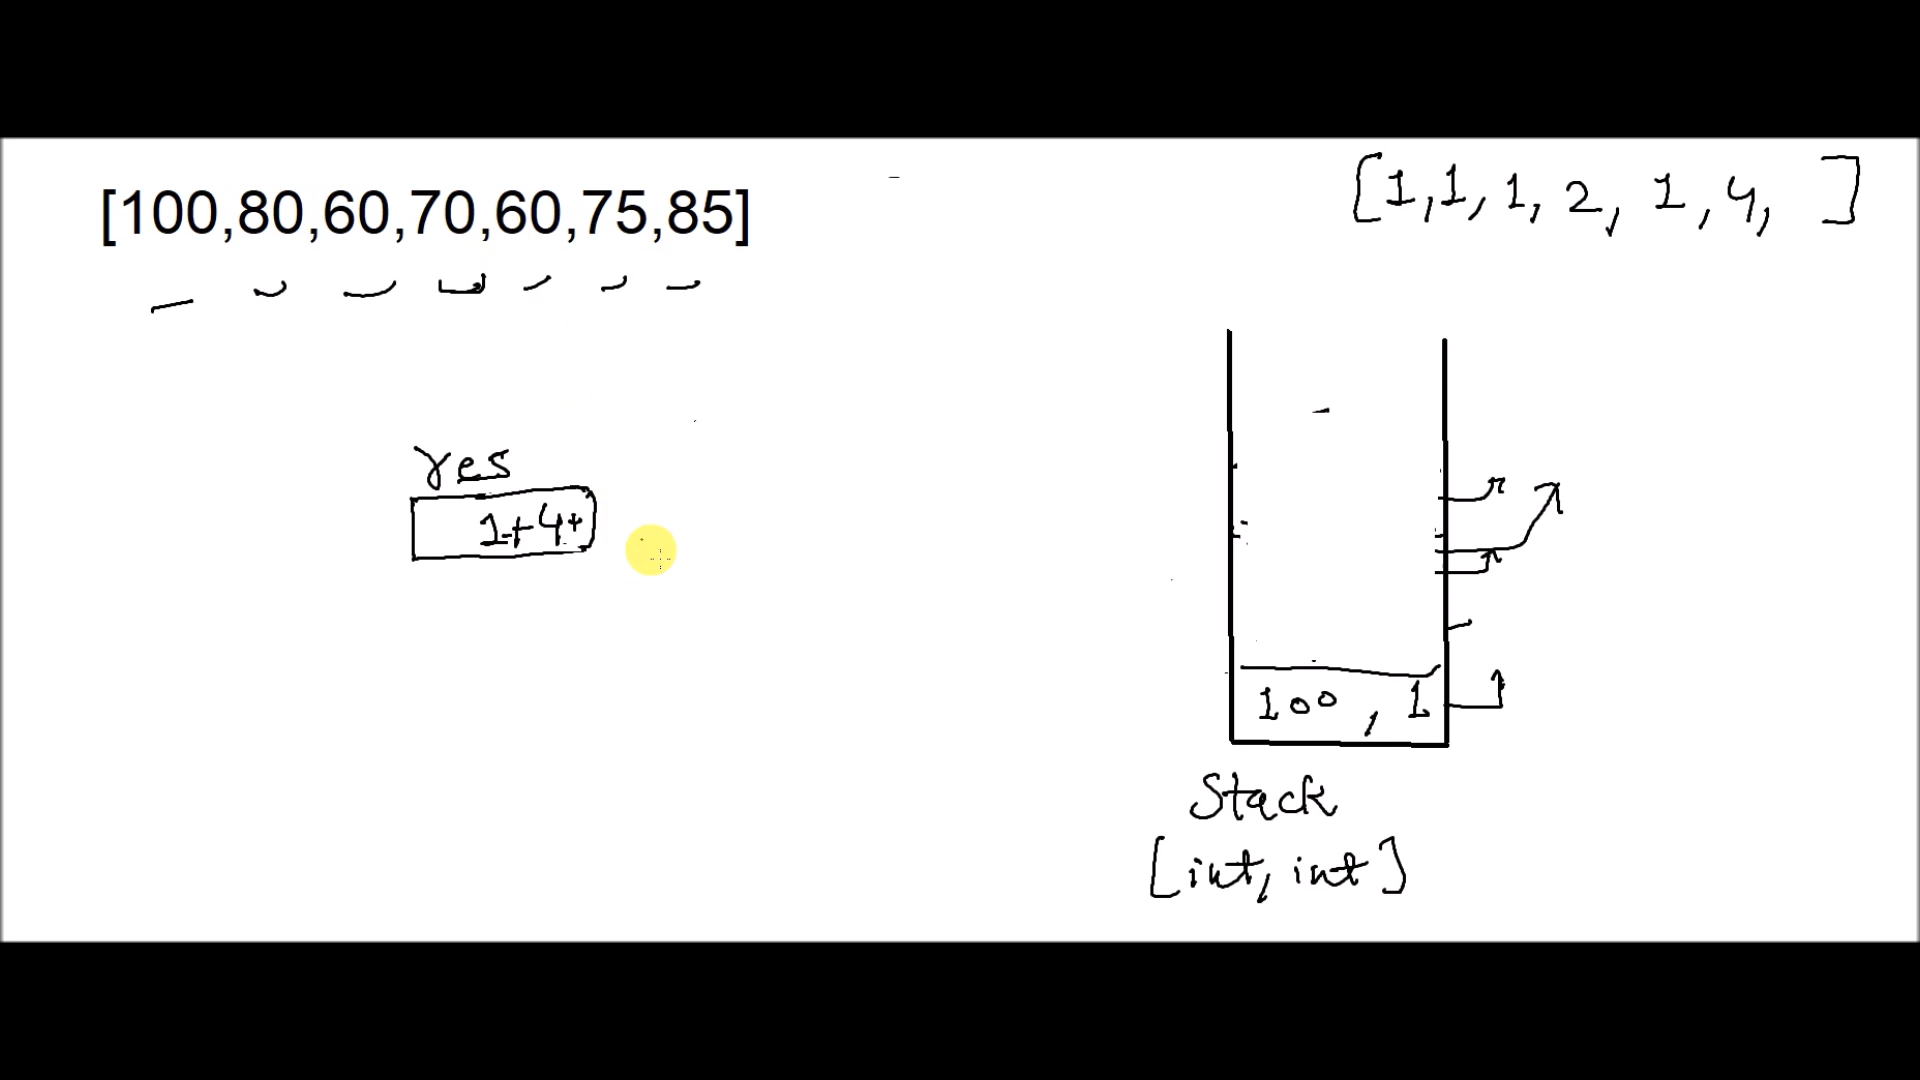 [100,80,60,70,60,75,85]
[1,1,1,2,1,4, ]
res
1+4+
100,1
Stack
[int,int]